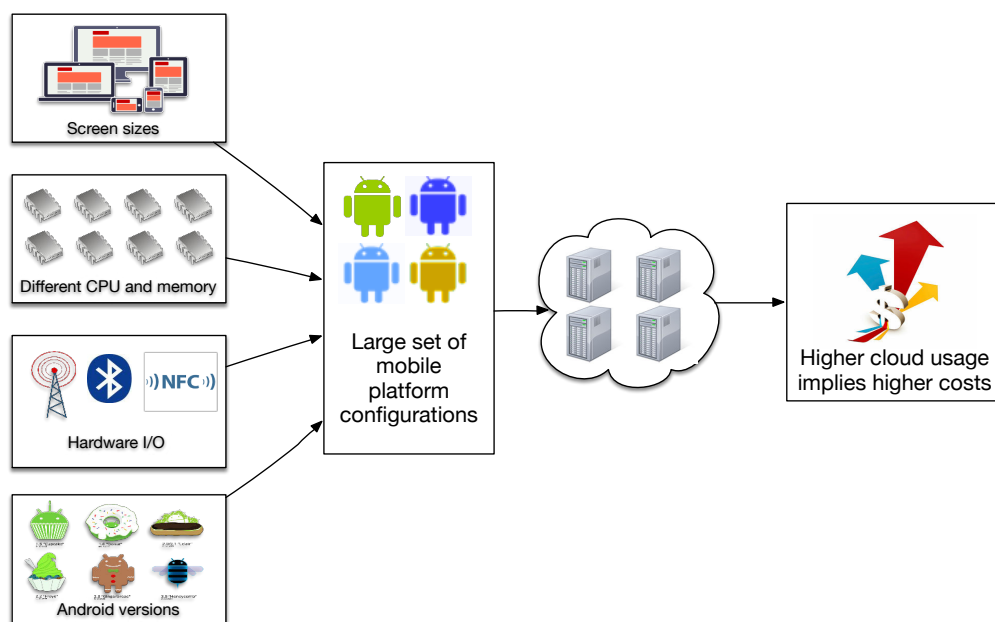 Screen sizes
Different CPU and memory
NFC
Hardware I/O
Android versions
Large set of
mobile
platform
configurations
Higher cloud usage
implies higher costs